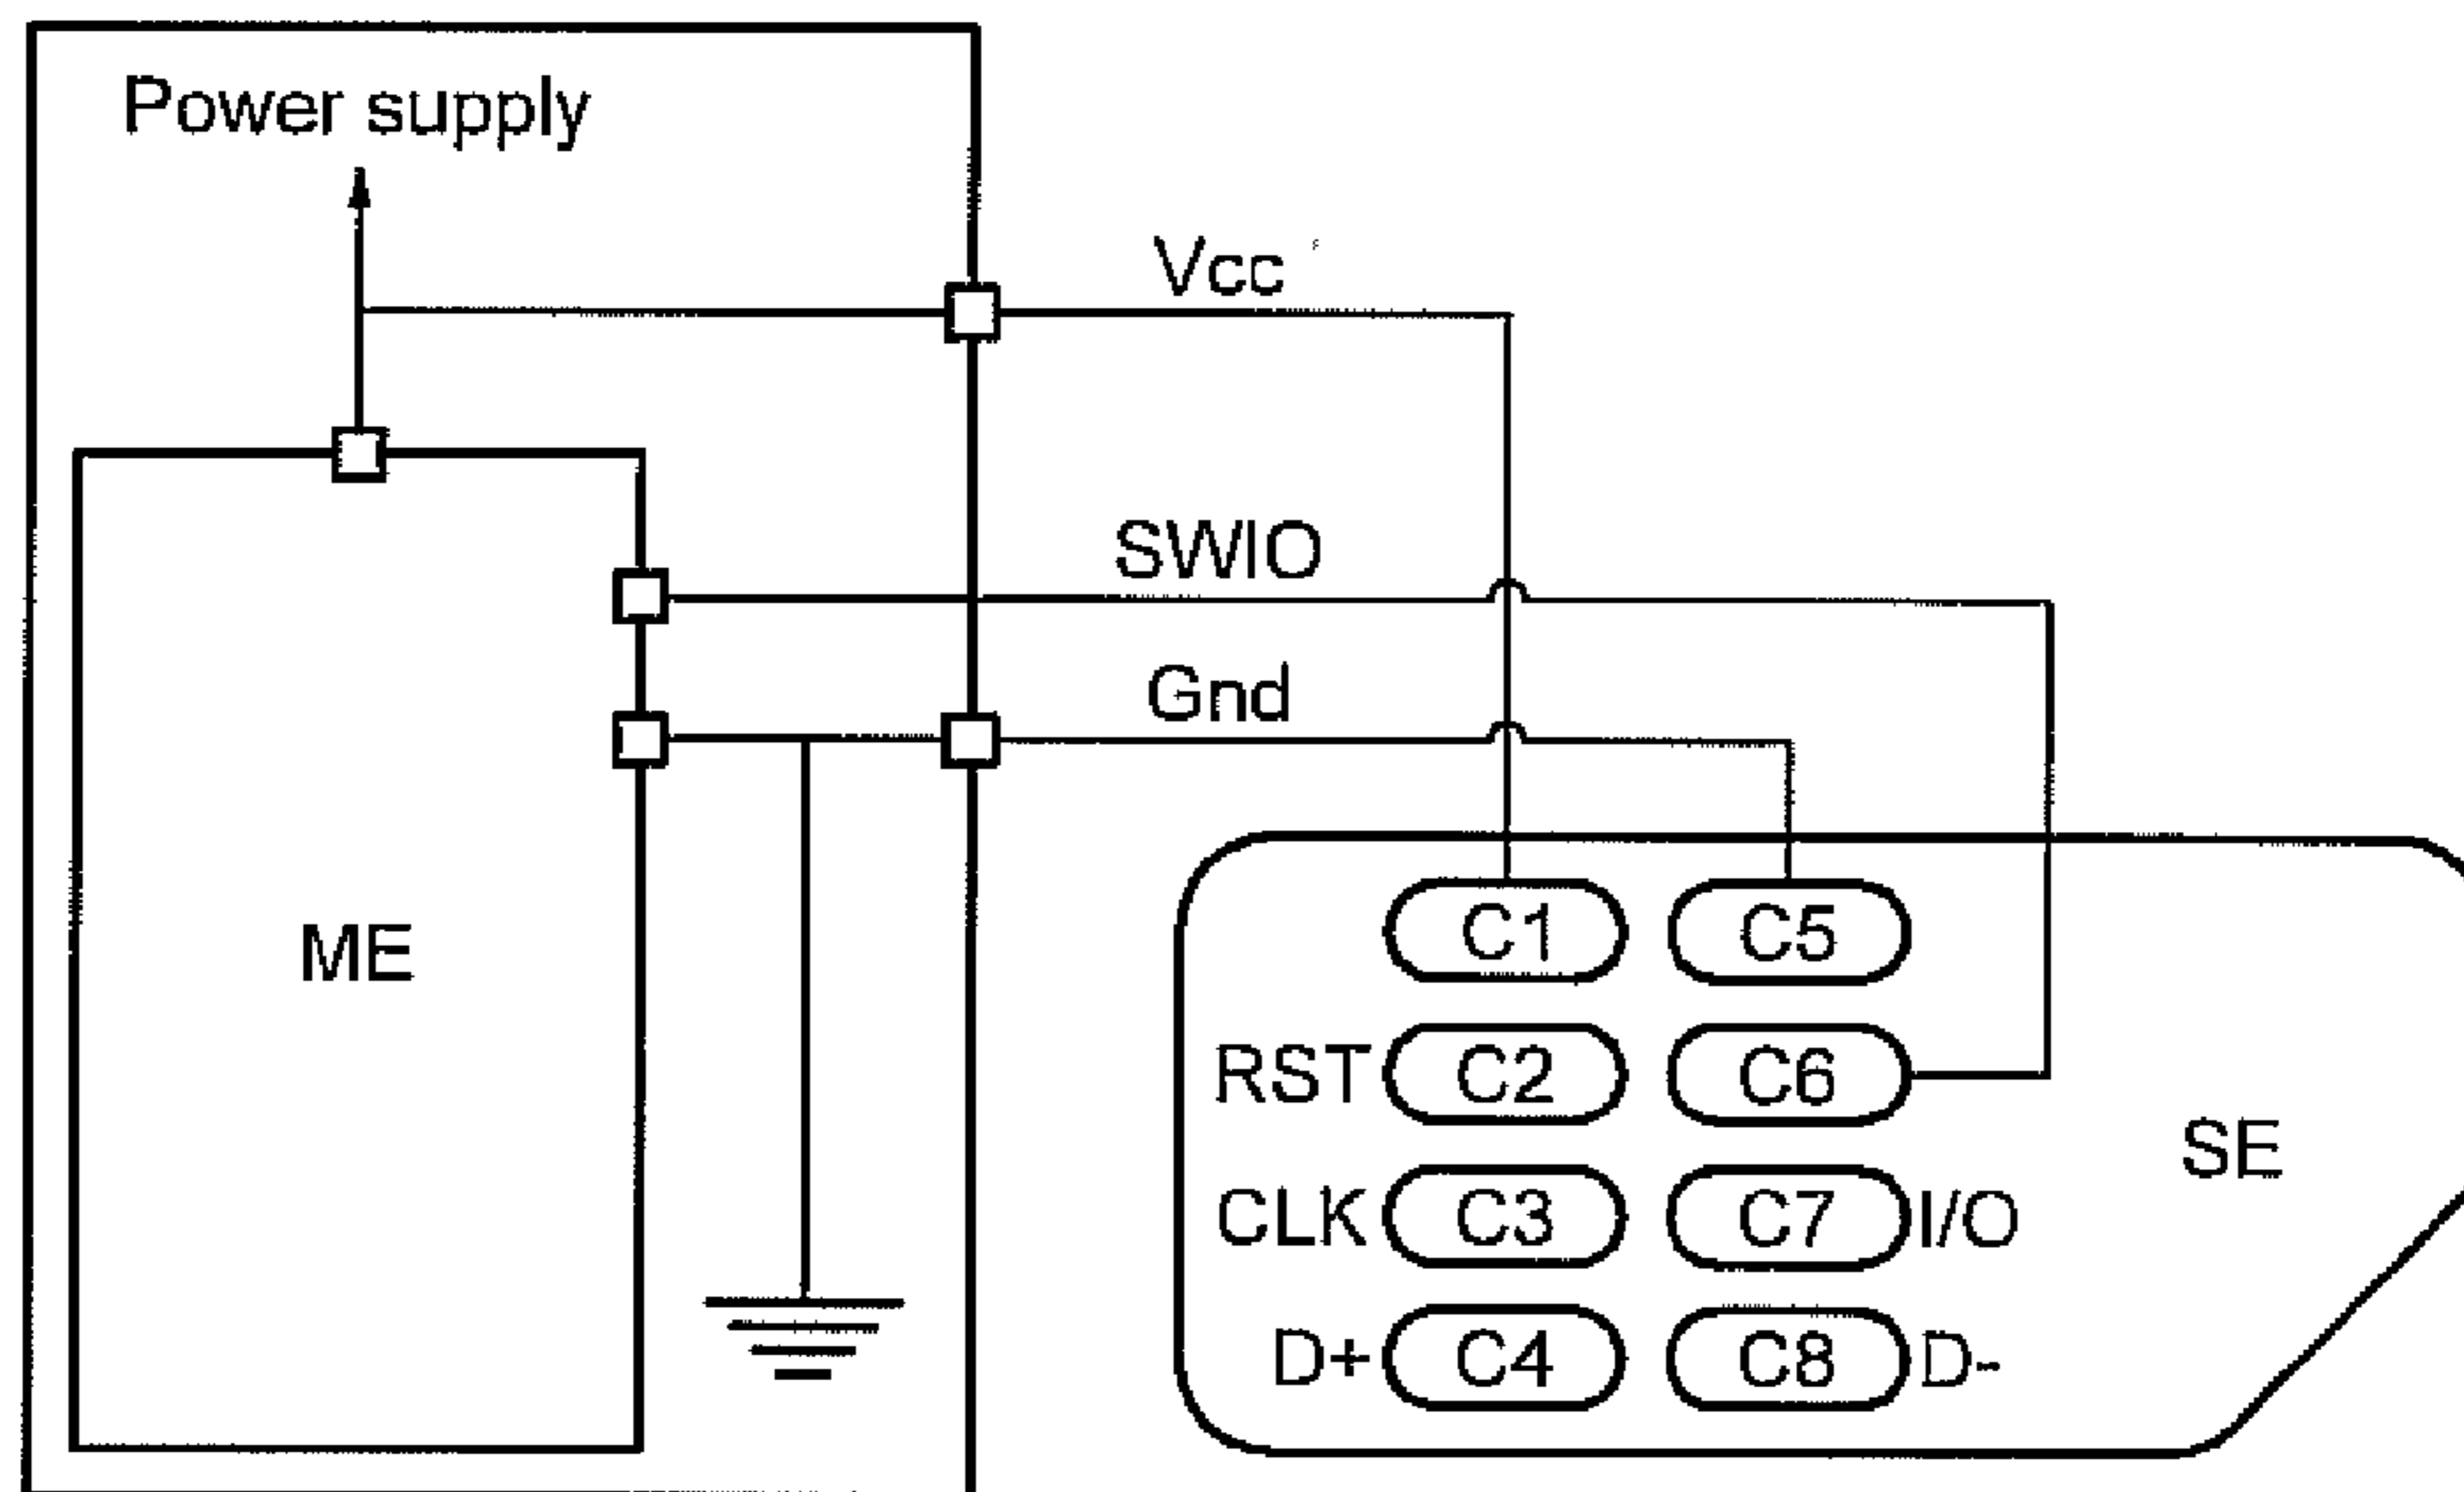 Power supply
Vcc
SWIO
Gnd
ME
C1 C5
RST C2 C6
SE
CLK C3 C7 I/O
D+ C4 C8 D-